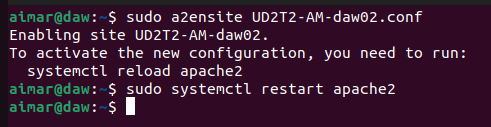 aimar@daw:~$ sudo a2ensite UD2T2-AM-daw02.conf
Enabling site UD2T2-AM-daw02.
To activate the new configuration, you need to run:
  systemctl reload apache2
aimar@daw:~$ sudo systemctl restart apache2
aimar@daw:~$